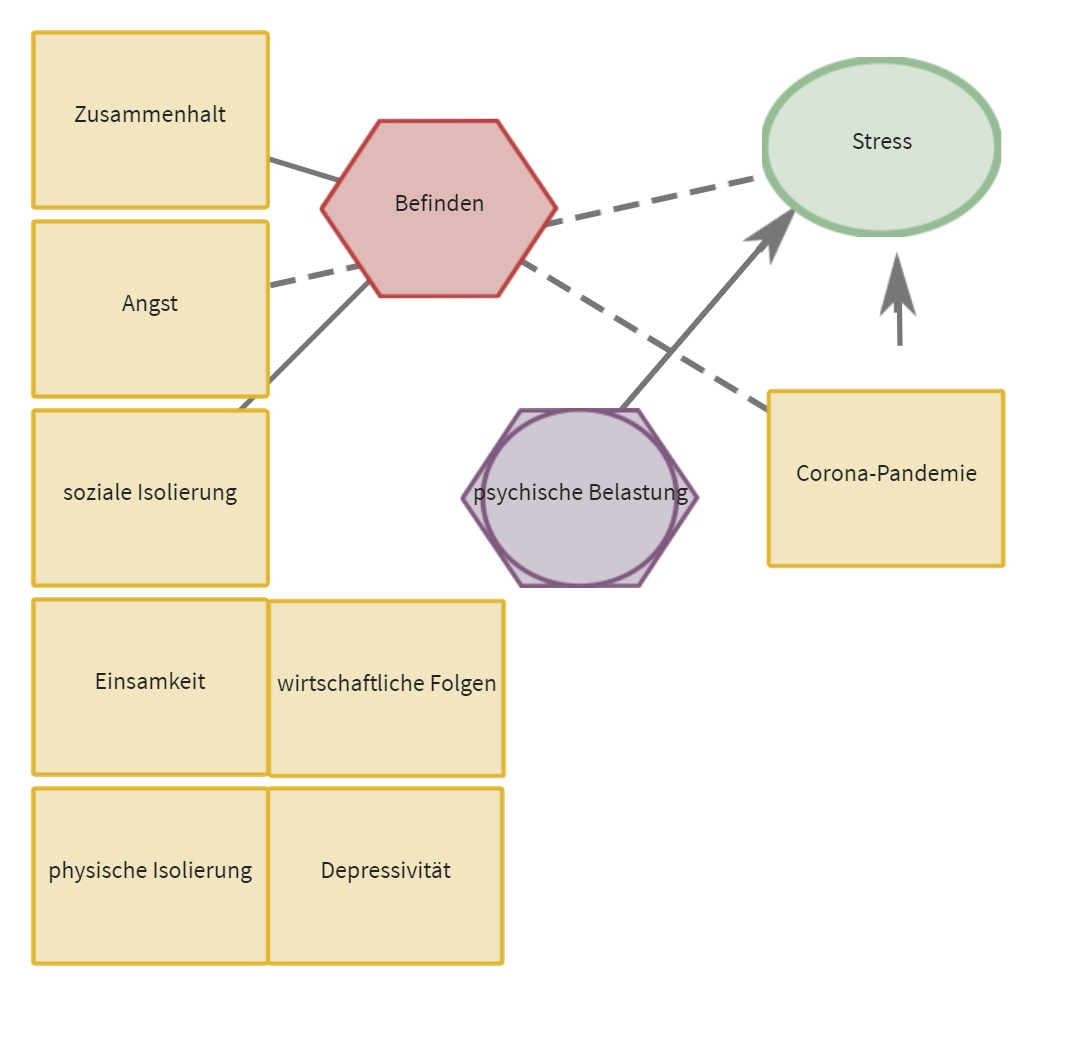 Zusammenhalt
Stress
Befinden
Angst
soziale Isolierung
psychische Belastung
Corona-Pandemie
Einsamkeit
wirtschaftliche Folgen
physische Isolierung
Depressivität